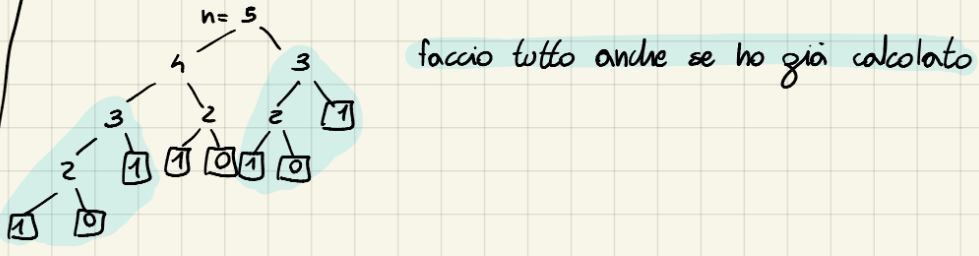 n= 5
faccio tutto anche se ho già calcolato
4 3
3 2 2 1
2 1 1 0 1 0
1 0